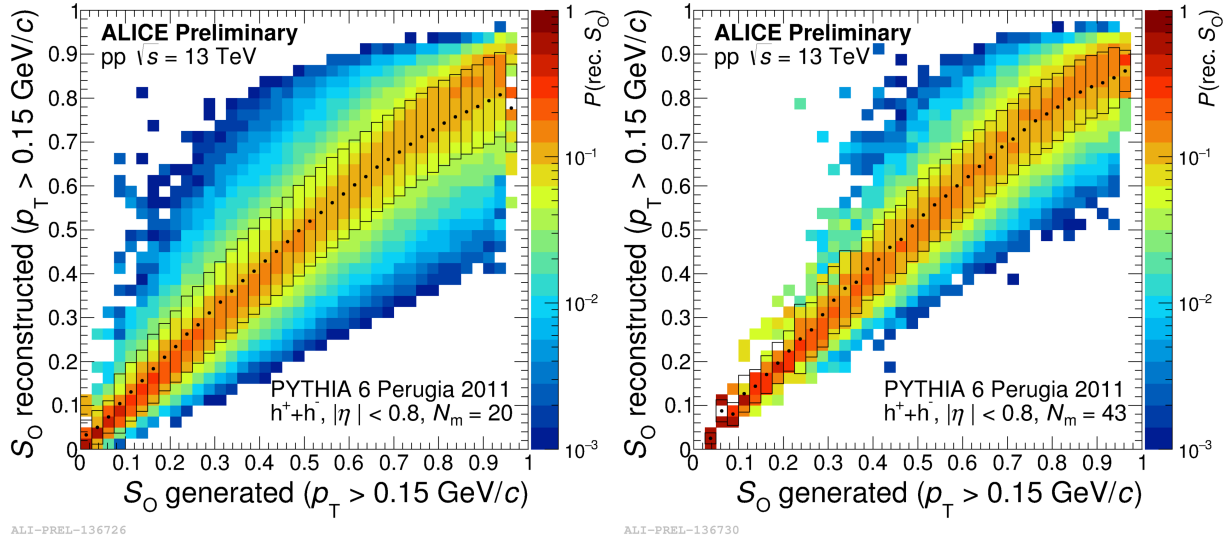 ALICE Preliminary
pp √s = 13 TeV
S_O reconstructed (p_T > 0.15 GeV/c)
0.9
0.8
0.7
0.6
0.5
0.4
0.3
0.2
0.1
0
PYTHIA 6 Perugia 2011
h⁺+h⁻, |η| < 0.8, N_m = 20
0 0.1 0.2 0.3 0.4 0.5 0.6 0.7 0.8 0.9 1
S_O generated (p_T > 0.15 GeV/c)
1
P(rec. S_O)
10⁻¹
10⁻²
10⁻³
ALI-PREL-136726
ALICE Preliminary
pp √s = 13 TeV
S_O reconstructed (p_T > 0.15 GeV/c)
0.9
0.8
0.7
0.6
0.5
0.4
0.3
0.2
0.1
0
PYTHIA 6 Perugia 2011
h⁺+h⁻, |η| < 0.8, N_m = 43
0 0.1 0.2 0.3 0.4 0.5 0.6 0.7 0.8 0.9 1
S_O generated (p_T > 0.15 GeV/c)
1
P(rec. S_O)
10⁻¹
10⁻²
10⁻³
ALI-PREL-136730